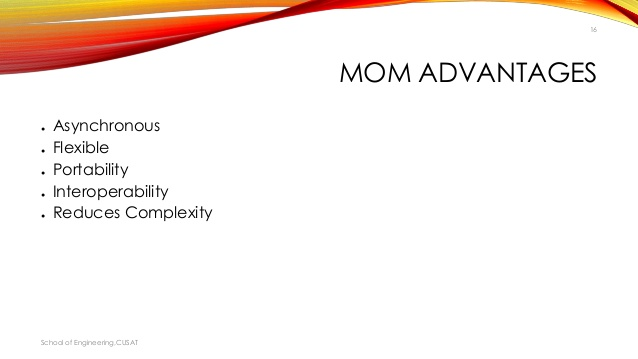 16
MOM ADVANTAGES
• Asynchronous
• Flexible
• Portability
• Interoperability
• Reduces Complexity
School of Engineering,CUSAT